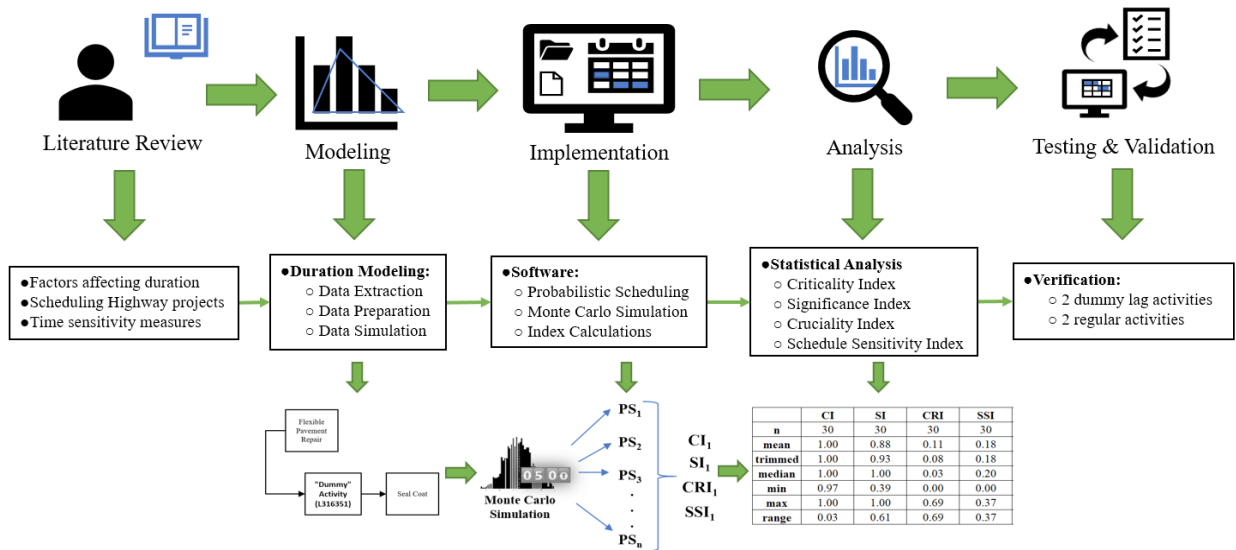 Literature Review
Modeling
Implementation
Analysis
Testing & Validation
●Factors affecting duration
●Scheduling Highway projects
●Time sensitivity measures
●Duration Modeling:
○ Data Extraction
○ Data Preparation
○ Data Simulation
●Software:
○ Probabilistic Scheduling
○ Monte Carlo Simulation
○ Index Calculations
●Statistical Analysis
○ Criticality Index
○ Significance Index
○ Cruciality Index
○ Schedule Sensitivity Index
●Verification:
○ 2 dummy lag activities
○ 2 regular activities
Flexible
Pavement
Repair
"Dummy"
Activity
(L316351)
Seal Coat
0500
Monte Carlo
Simulation
PS₁
PS₂
PS₃
.
.
.
PSₙ
CI₁
SI₁
CRI₁
SSI₁
CI SI CRI SSI
n 30 30 30 30
mean 1.00 0.88 0.11 0.18
trimmed 1.00 0.93 0.08 0.18
median 1.00 1.00 0.03 0.20
min 0.97 0.39 0.00 0.00
max 1.00 1.00 0.69 0.37
range 0.03 0.61 0.69 0.37